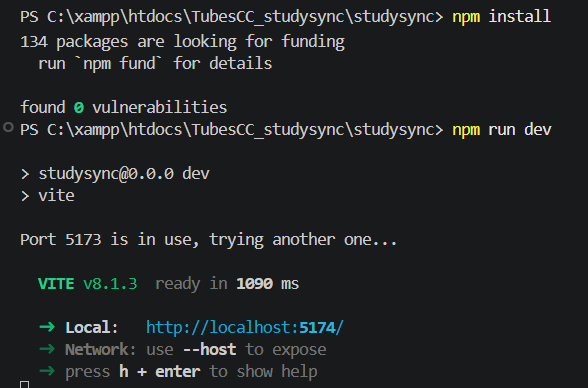 PS C:\xampp\htdocs\TubesCC_studysync\studysync> npm install
134 packages are looking for funding
  run `npm fund` for details
found 0 vulnerabilities
PS C:\xampp\htdocs\TubesCC_studysync\studysync> npm run dev
> studysync@0.0.0 dev
> vite
Port 5173 is in use, trying another one...
  VITE v8.1.3  ready in 1090 ms
  ➜  Local:   http://localhost:5174/
  ➜  Network: use --host to expose
  ➜  press h + enter to show help